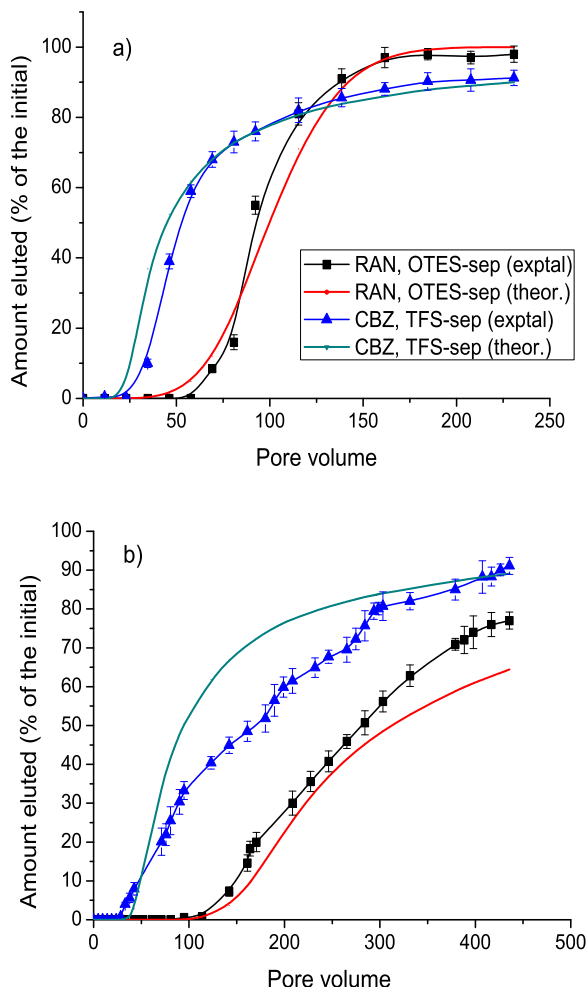 a)
Amount eluted (% of the initial)
100
80
60
40
20
0
RAN, OTES-sep (exptal)
RAN, OTES-sep (theor.)
CBZ, TFS-sep (exptal)
CBZ, TFS-sep (theor.)
0 50 100 150 200 250
Pore volume
b)
Amount eluted (% of the initial)
100
90
80
70
60
50
40
30
20
10
0
0 100 200 300 400 500
Pore volume